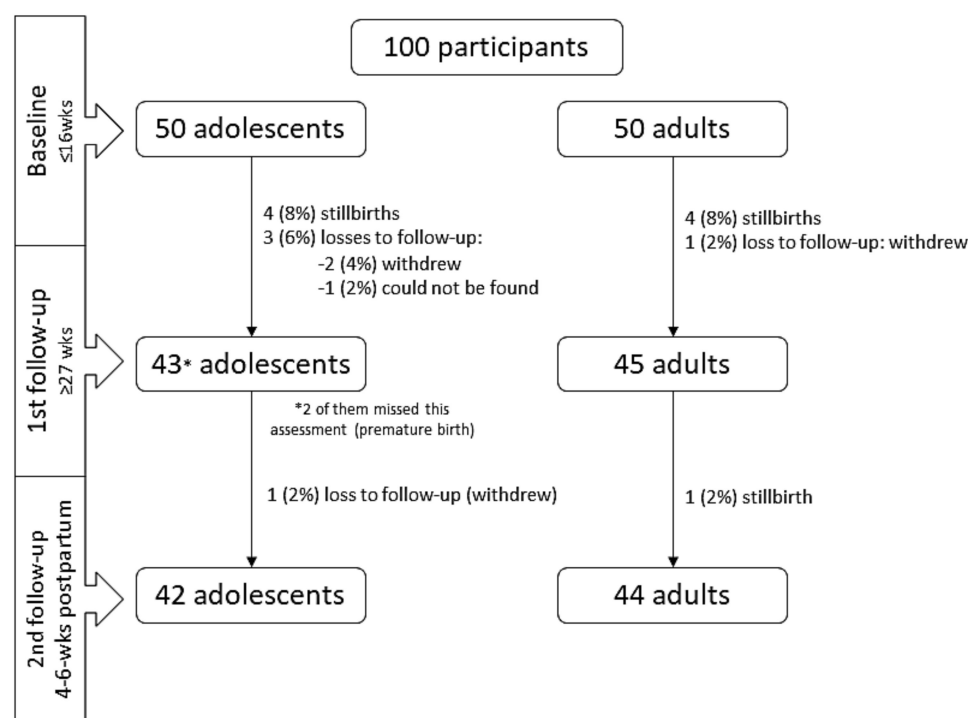 100 participants
Baseline
≤16wks
50 adolescents
50 adults
4 (8%) stillbirths
3 (6%) losses to follow-up:
-2 (4%) withdrew
-1 (2%) could not be found
4 (8%) stillbirths
1 (2%) loss to follow-up: withdrew
1st follow-up
≥27 wks
43* adolescents
45 adults
*2 of them missed this
assessment (premature birth)
1 (2%) loss to follow-up (withdrew)
1 (2%) stillbirth
2nd follow-up
4-6-wks postpartum
42 adolescents
44 adults